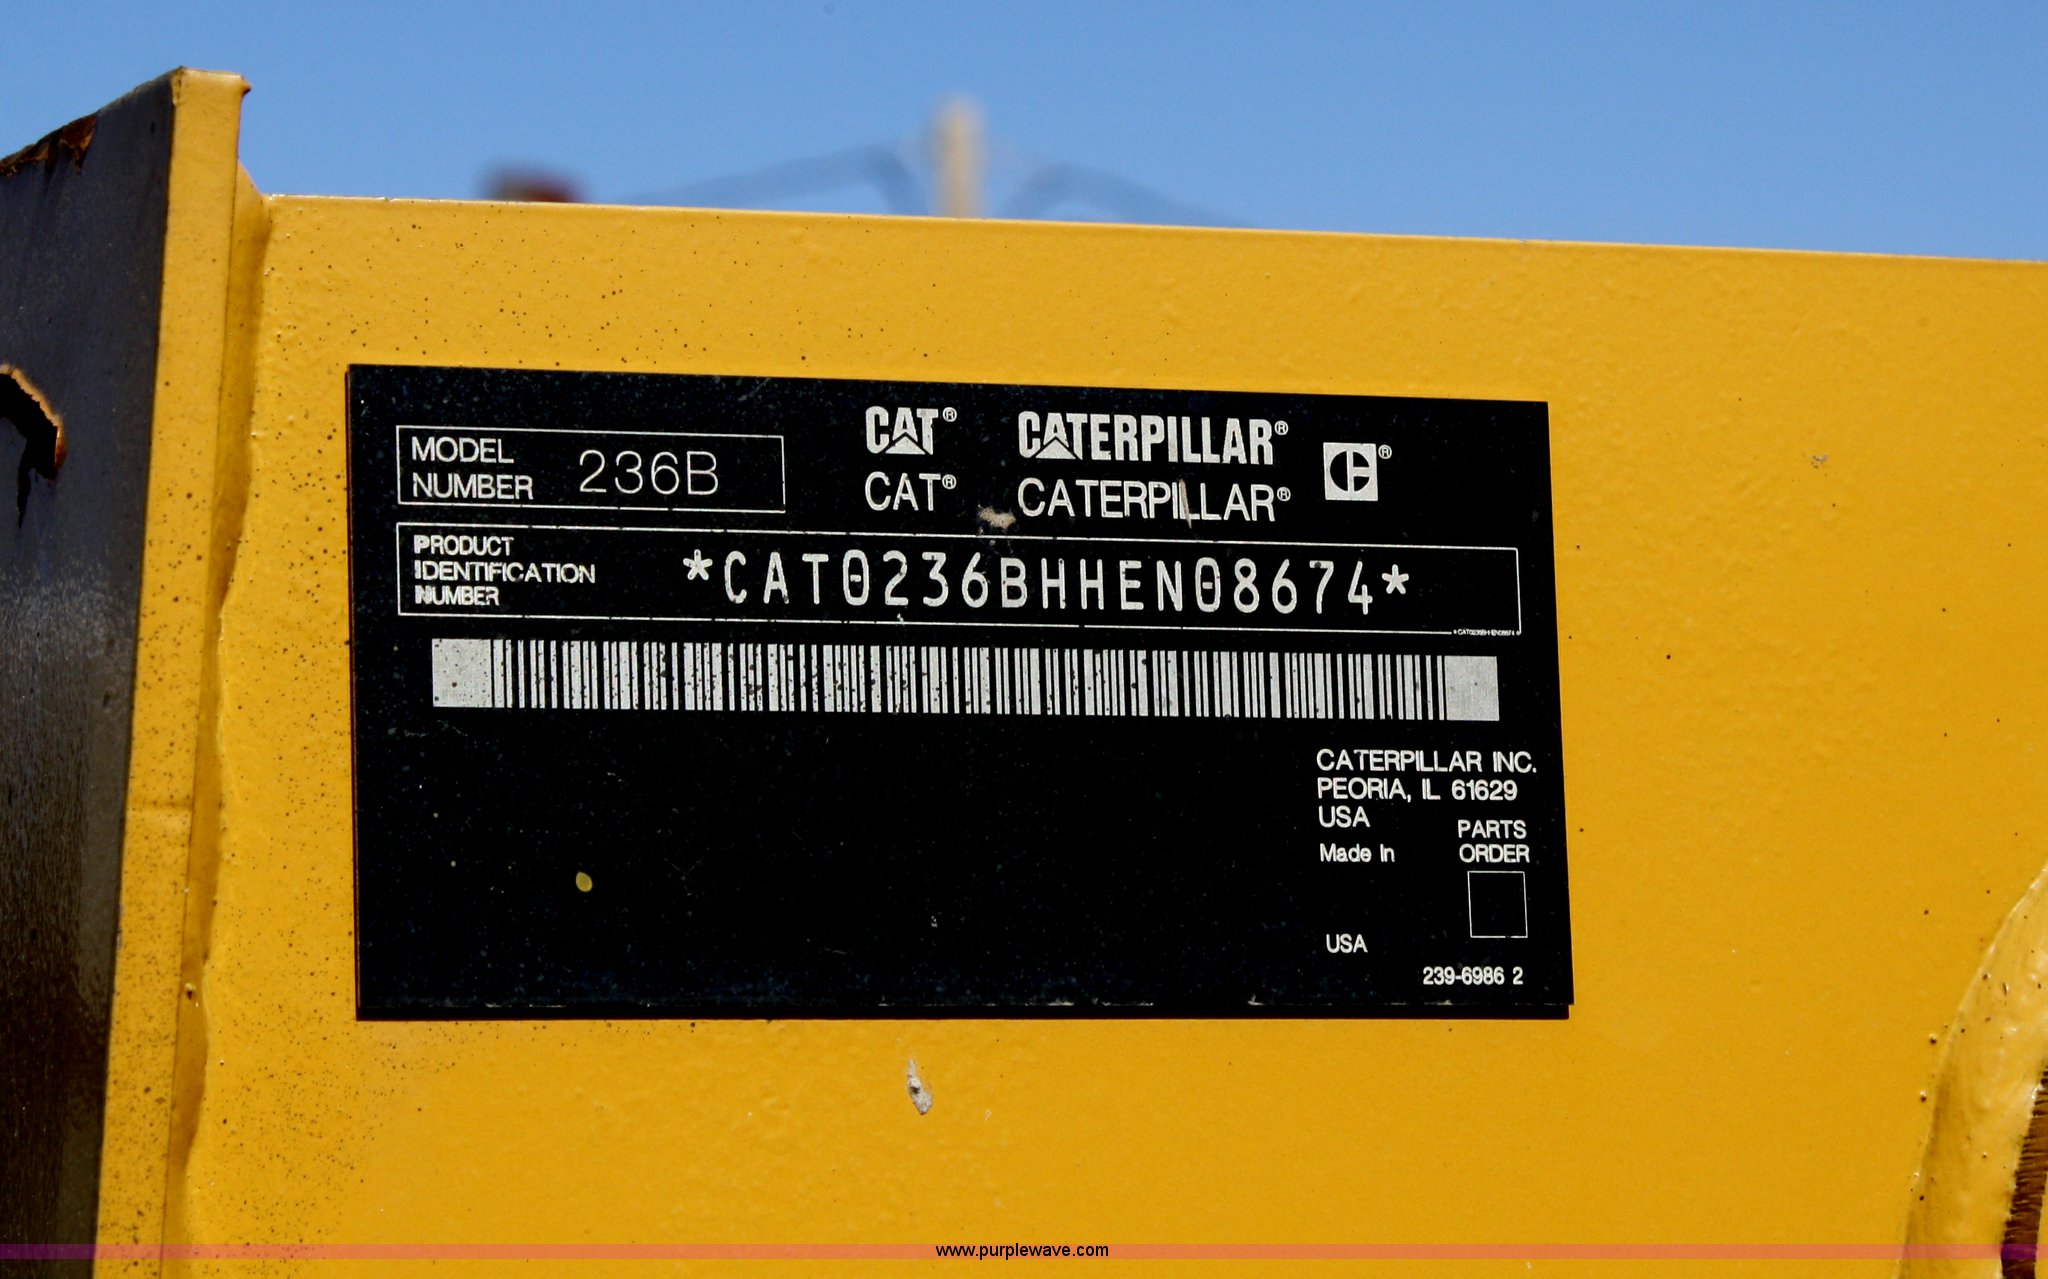 MODEL
NUMBER 236B
CAT® CATERPILLAR® ®
CAT® CATERPILLAR®
PRODUCT
IDENTIFICATION
NUMBER
*CAT0236BHHEN08674*
CATERPILLAR INC.
PEORIA, IL 61629
USA
Made In
PARTS
ORDER
USA
239-6986 2
www.purplewave.com